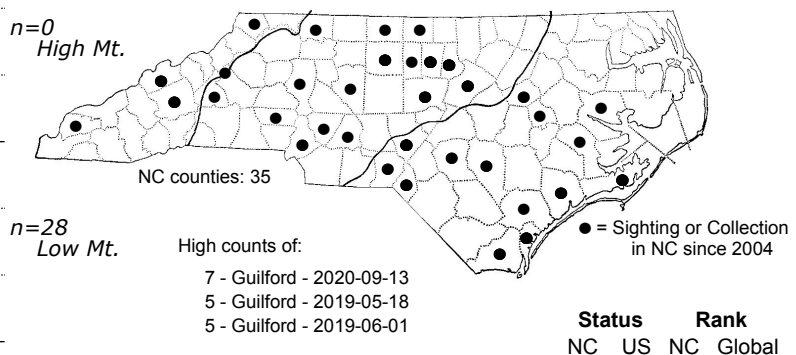 n=0
High Mt.
NC counties: 35
n=28
Low Mt.
High counts of:
7 - Guilford - 2020-09-13
5 - Guilford - 2019-05-18
5 - Guilford - 2019-06-01
= Sighting or Collection
in NC since 2004
Status Rank
NC US NC Global